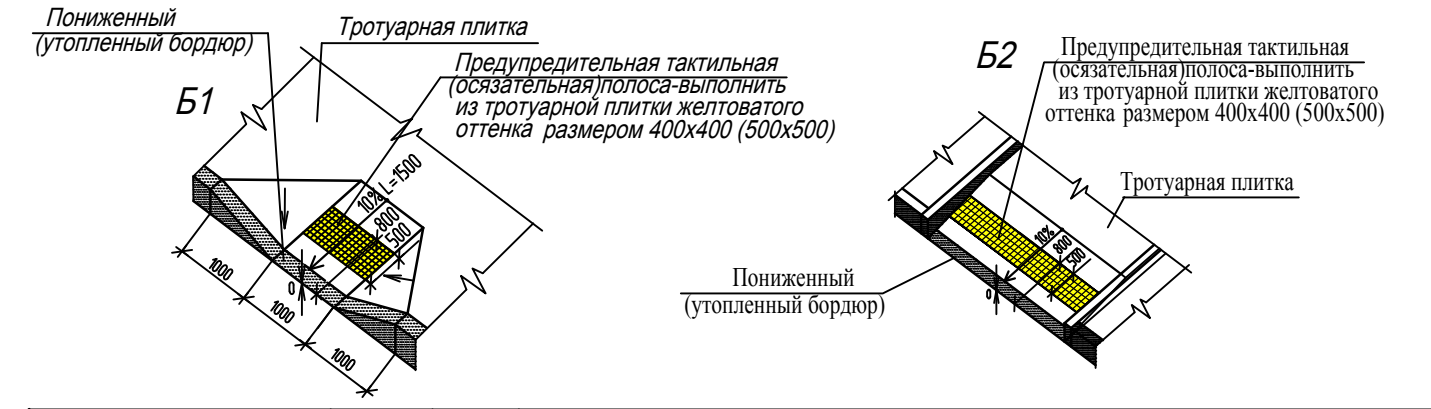 Пониженный
(утопленный бордюр)
Тротуарная плитка
Предупредительная тактильная
(осязательная)полоса-выполнить
из тротуарной плитки желтоватого
оттенка размером 400х400 (500х500)
Б1
10% L=1500
800
500
1000
0
1000
1000
Б2
Предупредительная тактильная
(осязательная)полоса-выполнить
из тротуарной плитки желтоватого
оттенка размером 400х400 (500х500)
Тротуарная плитка
10%
800
500
0
Пониженный
(утопленный бордюр)